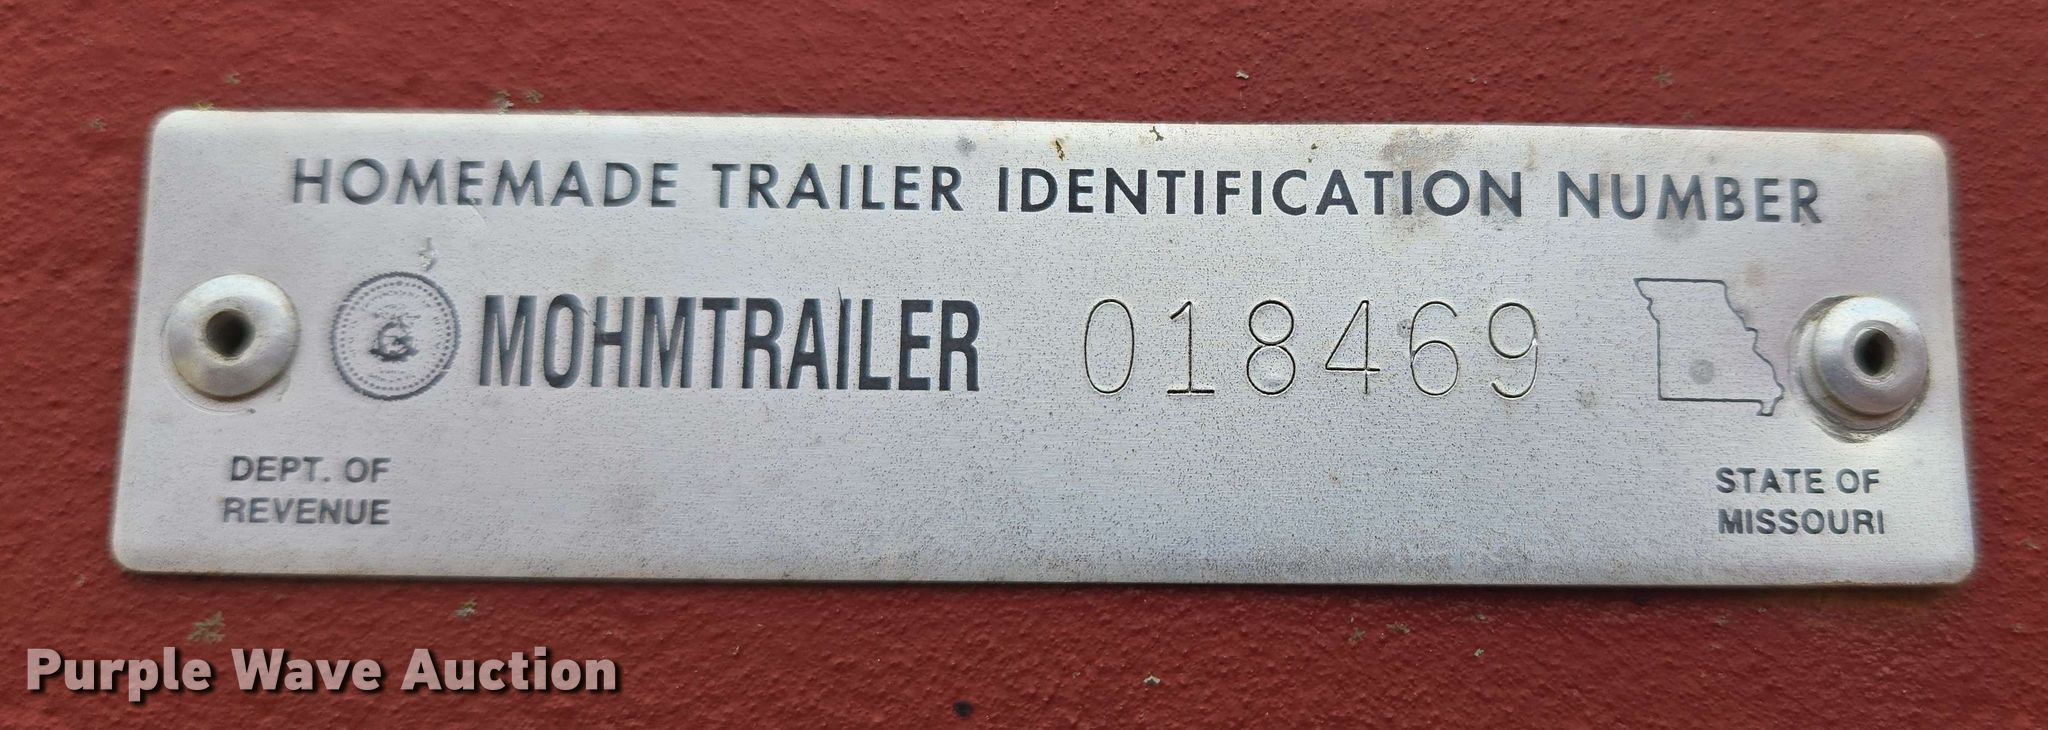 HOMEMADE TRAILER IDENTIFICATION NUMBER
MOHMTRAILER 018469
DEPT. OF
REVENUE
STATE OF
MISSOURI
Purple Wave Auction